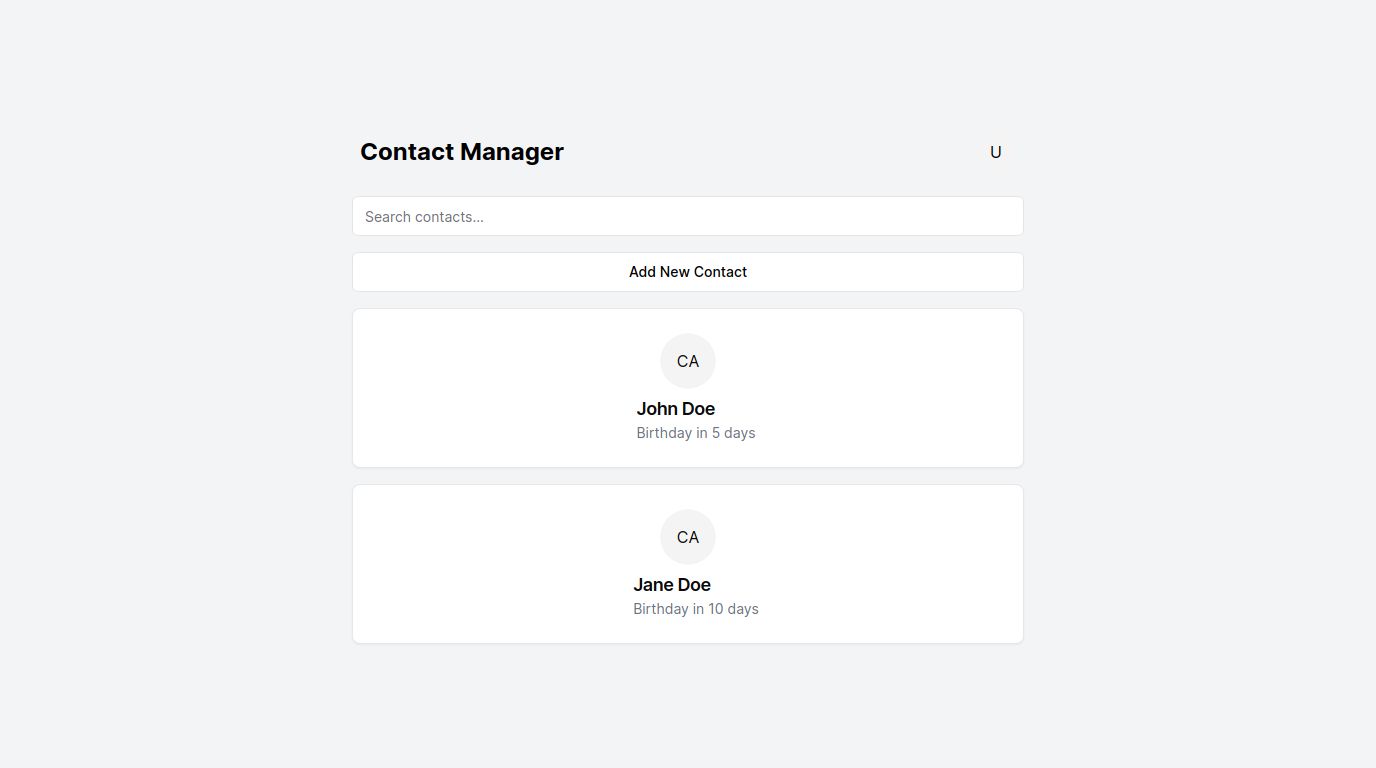 Contact Manager
U
Search contacts...
Add New Contact
CA
John Doe
Birthday in 5 days
CA
Jane Doe
Birthday in 10 days